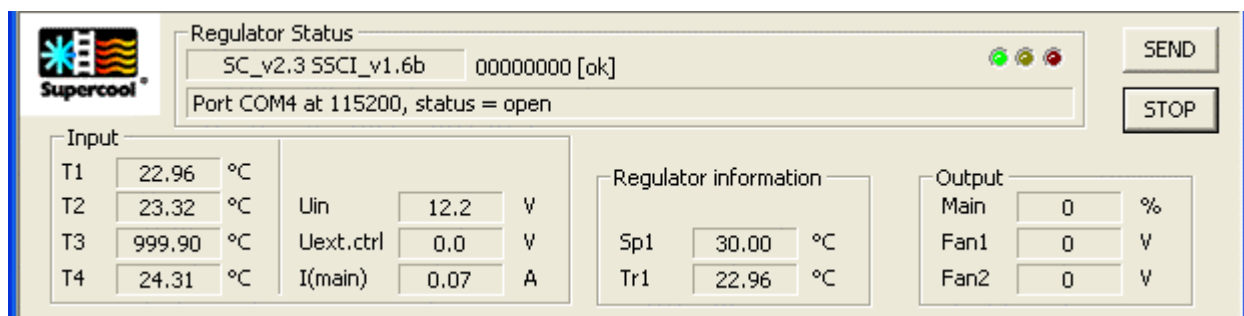 Supercool
Regulator Status
SC_v2.3 SSCI_v1.6b 00000000 [ok]
Port COM4 at 115200, status = open
SEND
STOP
Input
T1 22.96 °C
T2 23.32 °C
T3 999.90 °C
T4 24.31 °C
Uin 12.2 V
Uext.ctrl 0.0 V
I(main) 0.07 A
Regulator information
Sp1 30.00 °C
Tr1 22.96 °C
Output
Main 0 %
Fan1 0 V
Fan2 0 V